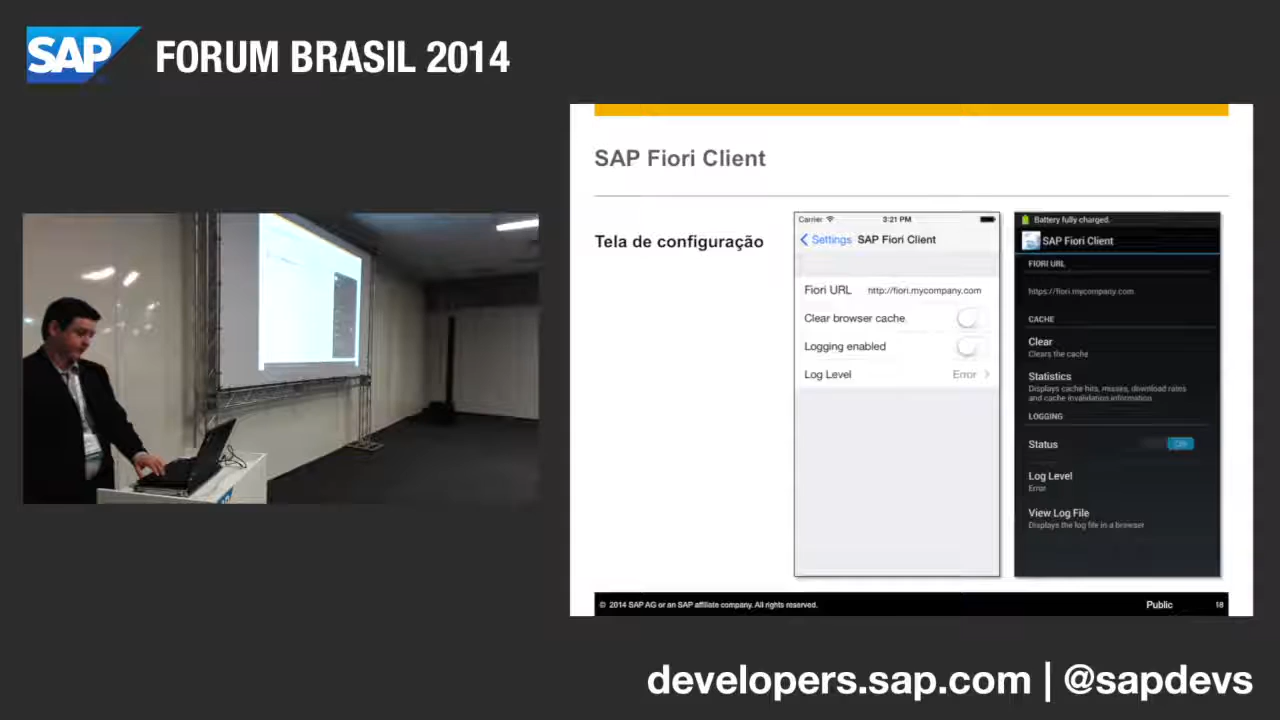 SAP FORUM BRASIL 2014
SAP Fiori Client
Tela de configuração
Carrier 3:21 PM
Settings SAP Fiori Client
Fiori URL http://fiori.mycompany.com
Clear browser cache
Logging enabled
Log Level Error
Battery fully charged.
SAP Fiori Client
FIORI URL
https://fiori.mycompany.com
CACHE
Clear
Clears the cache
Statistics
Displays cache hits, misses, download rates
and cache invalidation information
LOGGING
Status ON
Log Level
Error
View Log File
Displays the log file in a browser
© 2014 SAP AG or an SAP affiliate company. All rights reserved. Public 18
developers.sap.com | @sapdevs